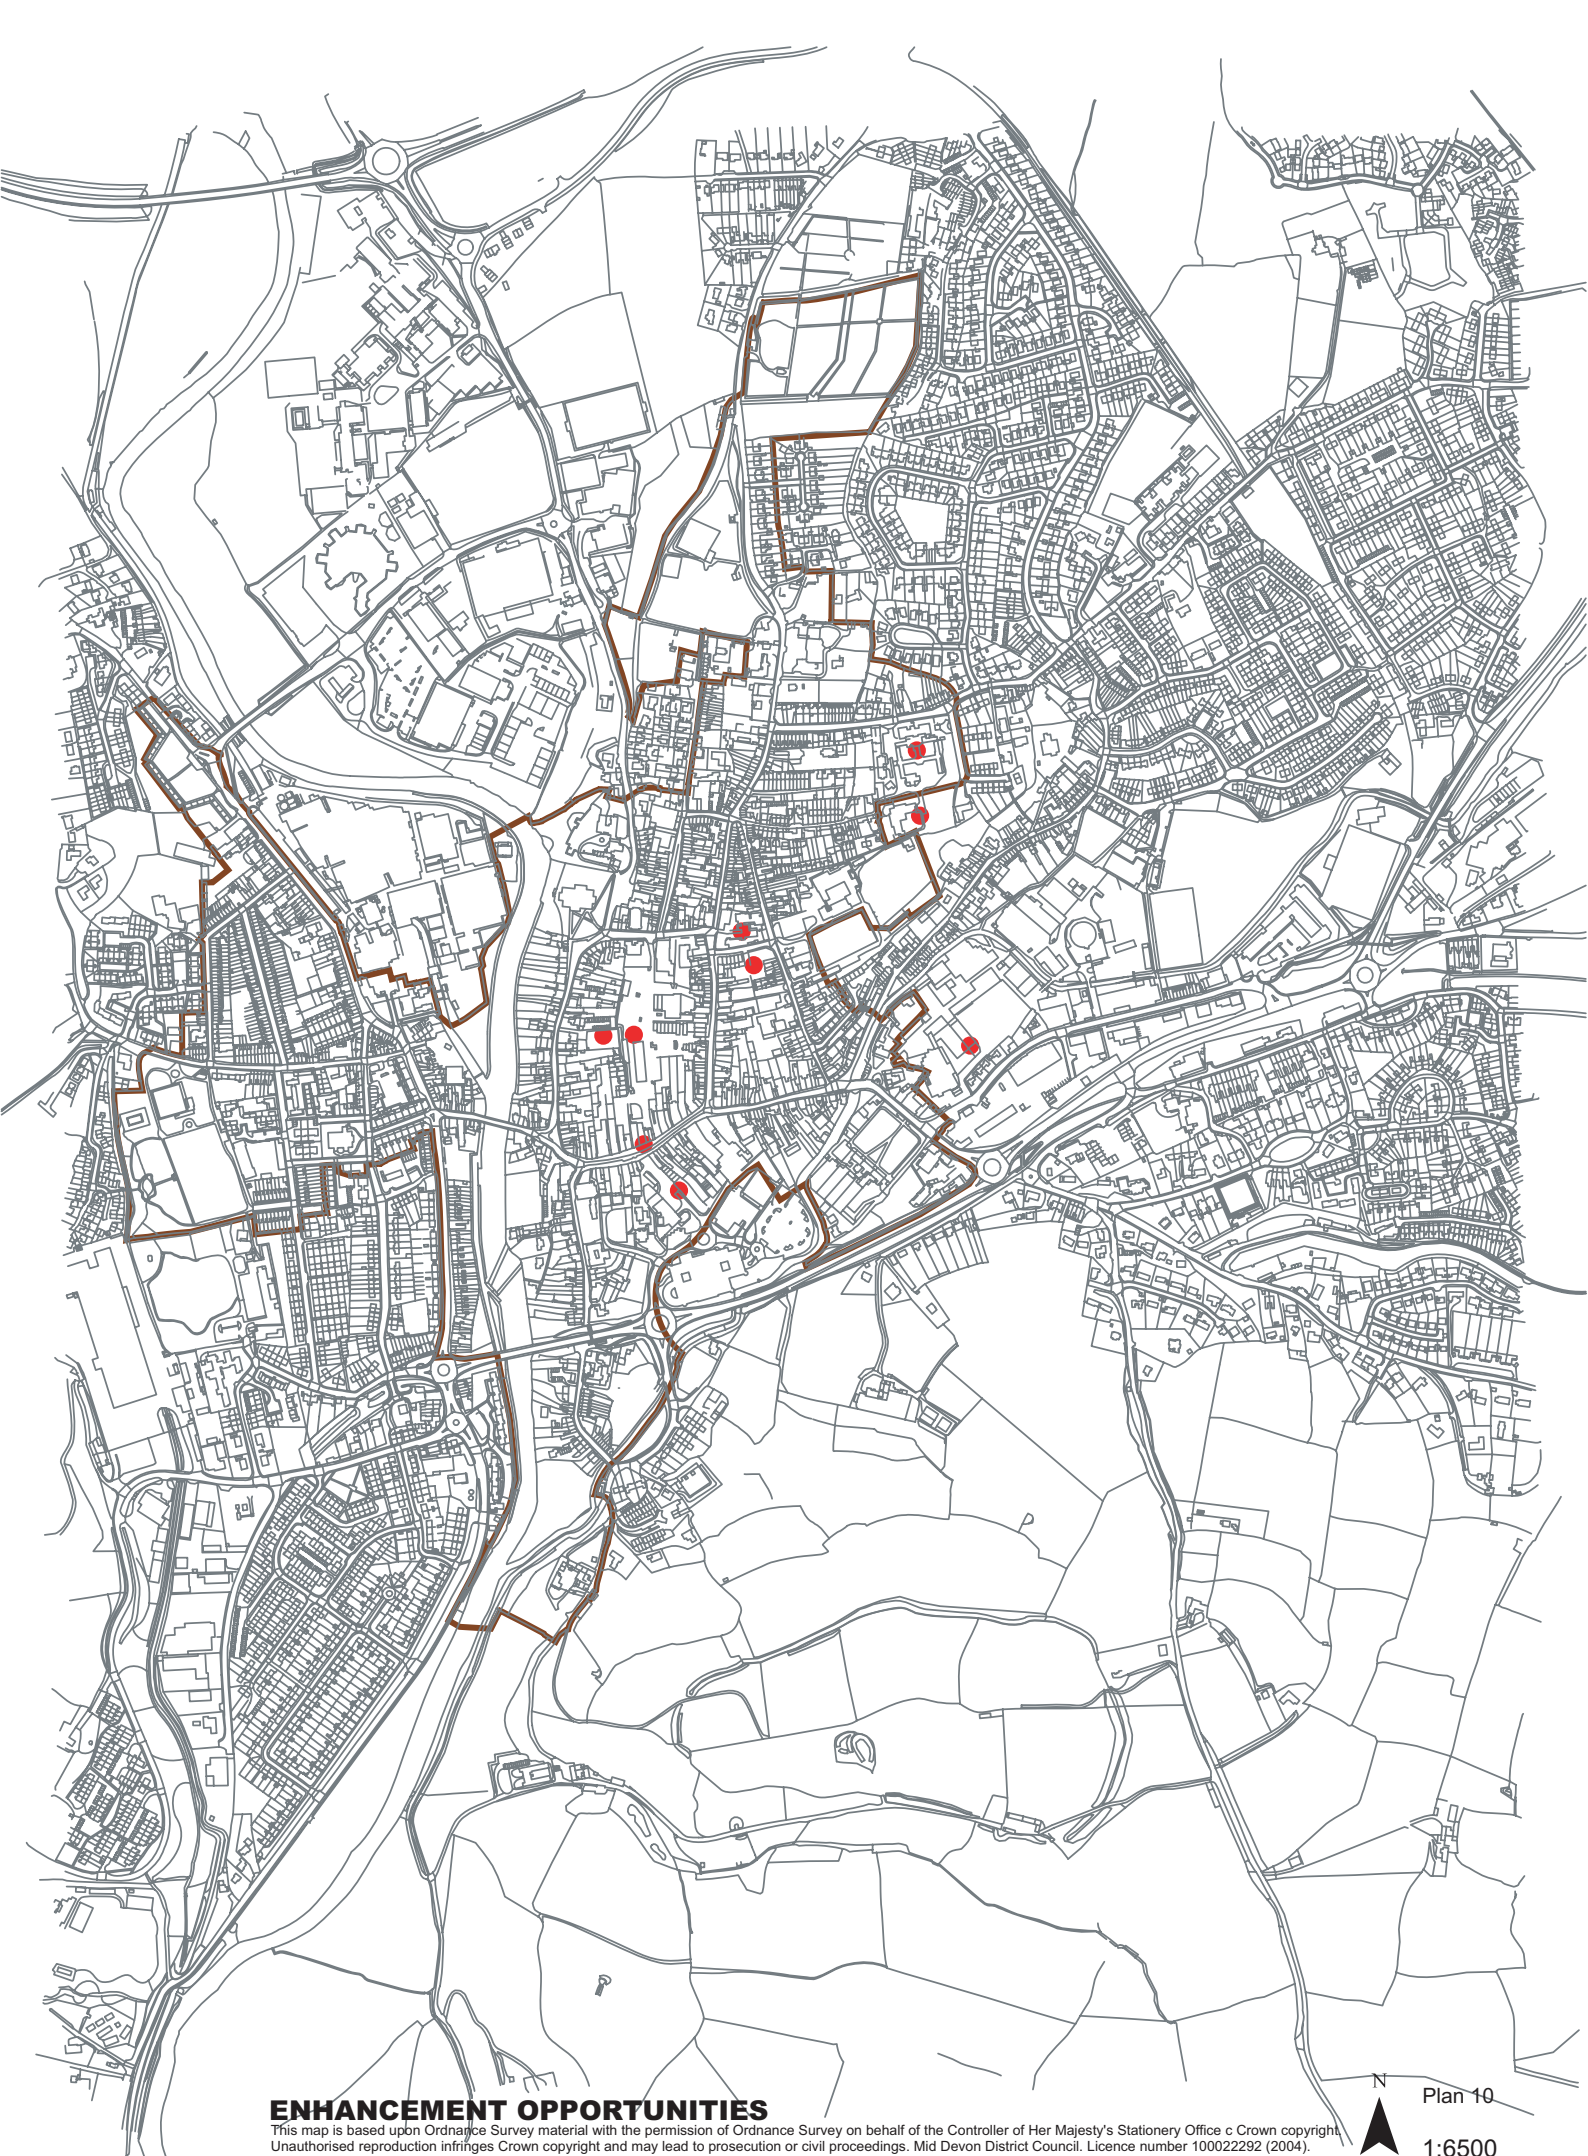 ENHANCEMENT OPPORTUNITIES
This map is based upon Ordnance Survey material with the permission of Ordnance Survey on behalf of the Controller of Her Majesty's Stationery Office c Crown copyright.
Unauthorised reproduction infringes Crown copyright and may lead to prosecution or civil proceedings. Mid Devon District Council. Licence number 100022292 (2004).
N
Plan 10
1:6500